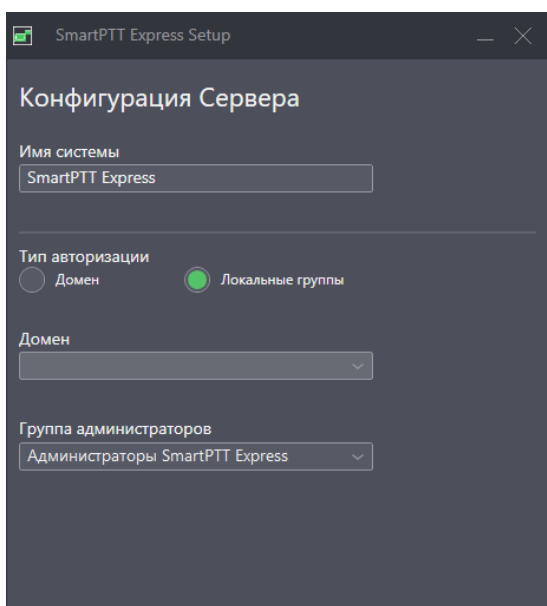 SmartPTT Express Setup
Конфигурация Сервера
Имя системы
SmartPTT Express
Тип авторизации
Домен Локальные группы
Домен
Группа администраторов
Администраторы SmartPTT Express